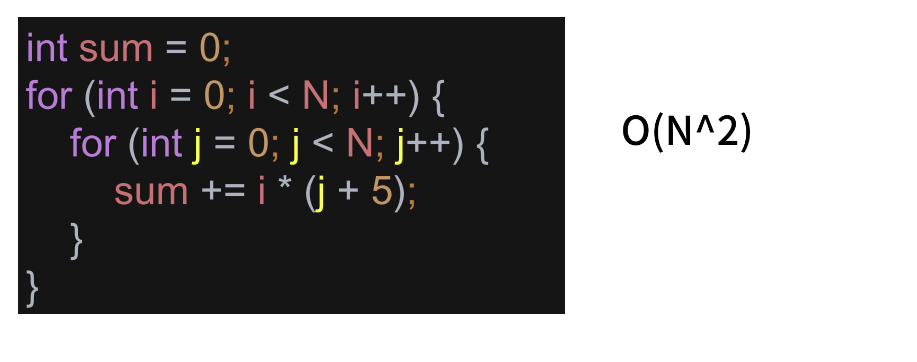 int sum = 0;
for (int i = 0; i < N; i++) {
    for (int j = 0; j < N; j++) {
        sum += i * (j + 5);
    }
}
O(N^2)